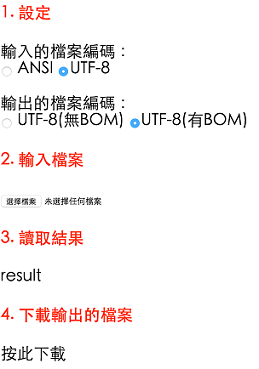 1. 設定
輸入的檔案編碼：
ANSI UTF-8
輸出的檔案編碼：
UTF-8(無BOM) UTF-8(有BOM)
2. 輸入檔案
選擇檔案 未選擇任何檔案
3. 讀取結果
result
4. 下載輸出的檔案
按此下載